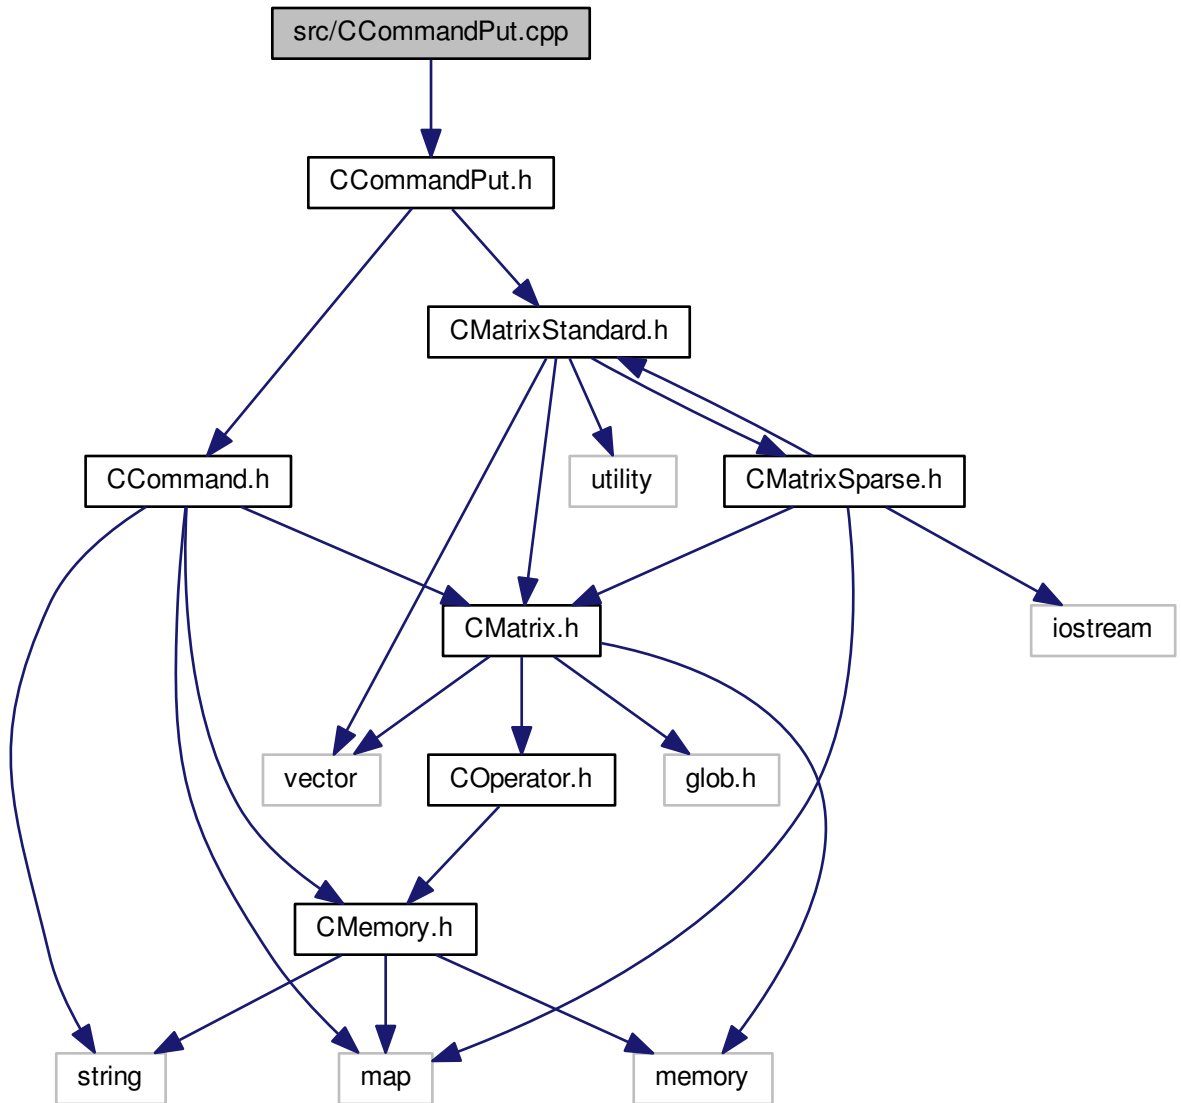 src/CCommandPut.cpp
CCommandPut.h
CMatrixStandard.h
CCommand.h
utility
CMatrixSparse.h
CMatrix.h
iostream
vector
COperator.h
glob.h
CMemory.h
string
map
memory